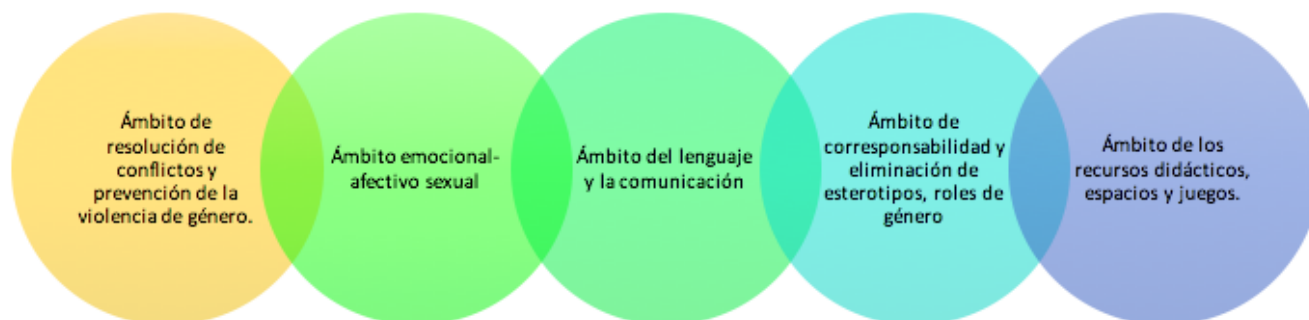 Ámbito de
resolución de
conflictos y
prevención de la
violencia de género.
Ámbito emocional-
afectivo sexual
Ámbito del lenguaje
y la comunicación
Ámbito de
corresponsabilidad y
eliminación de
esterotipos, roles de
género
Ámbito de los
recursos didácticos,
espacios y juegos.